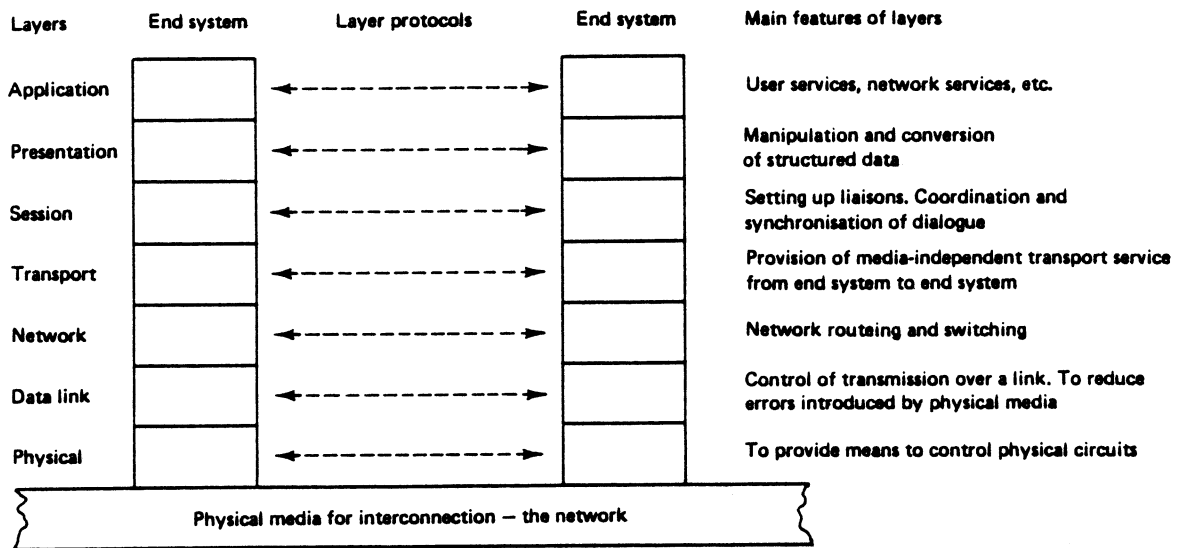 Layers End system Layer protocols End system Main features of layers
Application User services, network services, etc.
Presentation Manipulation and conversion
of structured data
Session Setting up liaisons. Coordination and
synchronisation of dialogue
Transport Provision of media-independent transport service
from end system to end system
Network Network routeing and switching
Data link Control of transmission over a link. To reduce
errors introduced by physical media
Physical To provide means to control physical circuits
Physical media for interconnection – the network